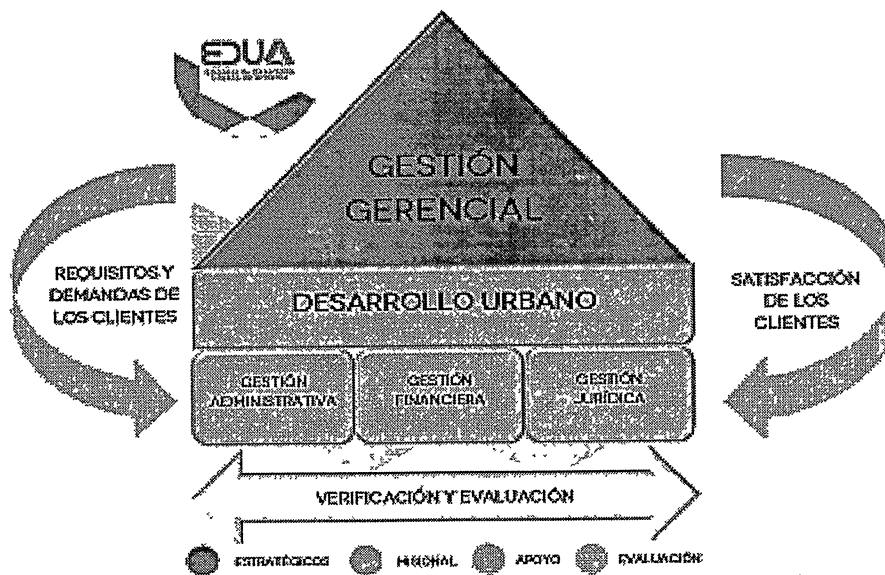 EDUA
GESTIÓN
GERENCIAL
REQUISITOS Y
DEMANDAS DE
LOS CLIENTES
DESARROLLO URBANO
SATISFACCIÓN
DE LOS
CLIENTES
GESTIÓN
ADMINISTRATIVA
GESTIÓN
FINANCIERA
GESTIÓN
JURÍDICA
VERIFICACIÓN Y EVALUACIÓN
ESTRATÉGICOS MISIONAL APOYO EVALUACIÓN